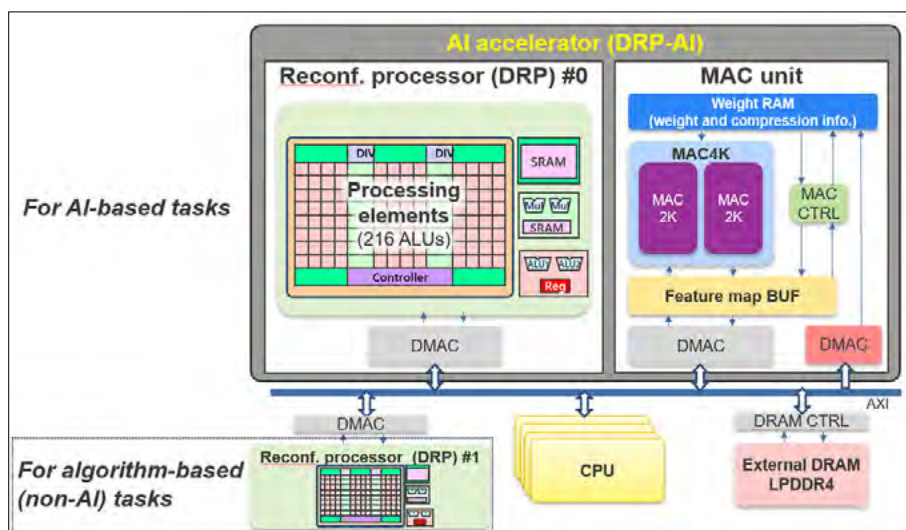 AI accelerator (DRP-AI)
Reconf. processor (DRP) #0
DIV
DIV
Processing
elements
(216 ALUs)
Controller
SRAM
Mul
Mul
SRAM
ALU1
ALU2
Reg
DMAC
MAC unit
Weight RAM
(weight and compression info.)
MAC4K
MAC
2K
MAC
2K
MAC
CTRL
Feature map BUF
DMAC
DMAC
For AI-based tasks
AXI
DMAC
Reconf. processor (DRP) #1
For algorithm-based
(non-AI) tasks
CPU
DRAM CTRL
External DRAM
LPDDR4